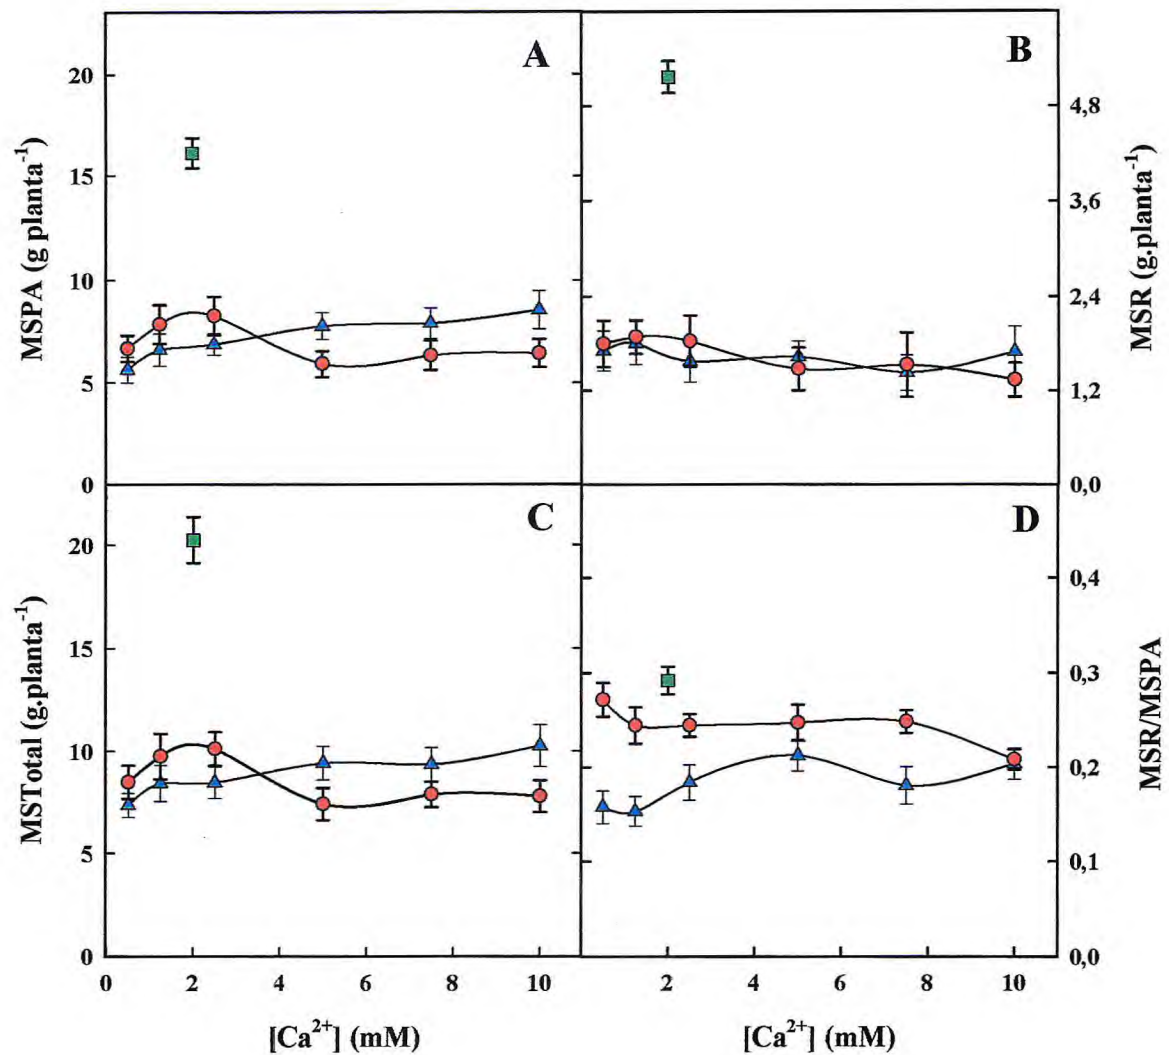 A
B
20
15
10
5
0
MSPA (g planta⁻¹)
4,8
3,6
2,4
1,2
0,0
MSR (g.planta⁻¹)
C
D
20
15
10
5
0
MSTotal (g.planta⁻¹)
0,4
0,3
0,2
0,1
0,0
MSR/MSPA
0 2 4 6 8 10
2 4 6 8 10
[Ca²⁺] (mM)
[Ca²⁺] (mM)